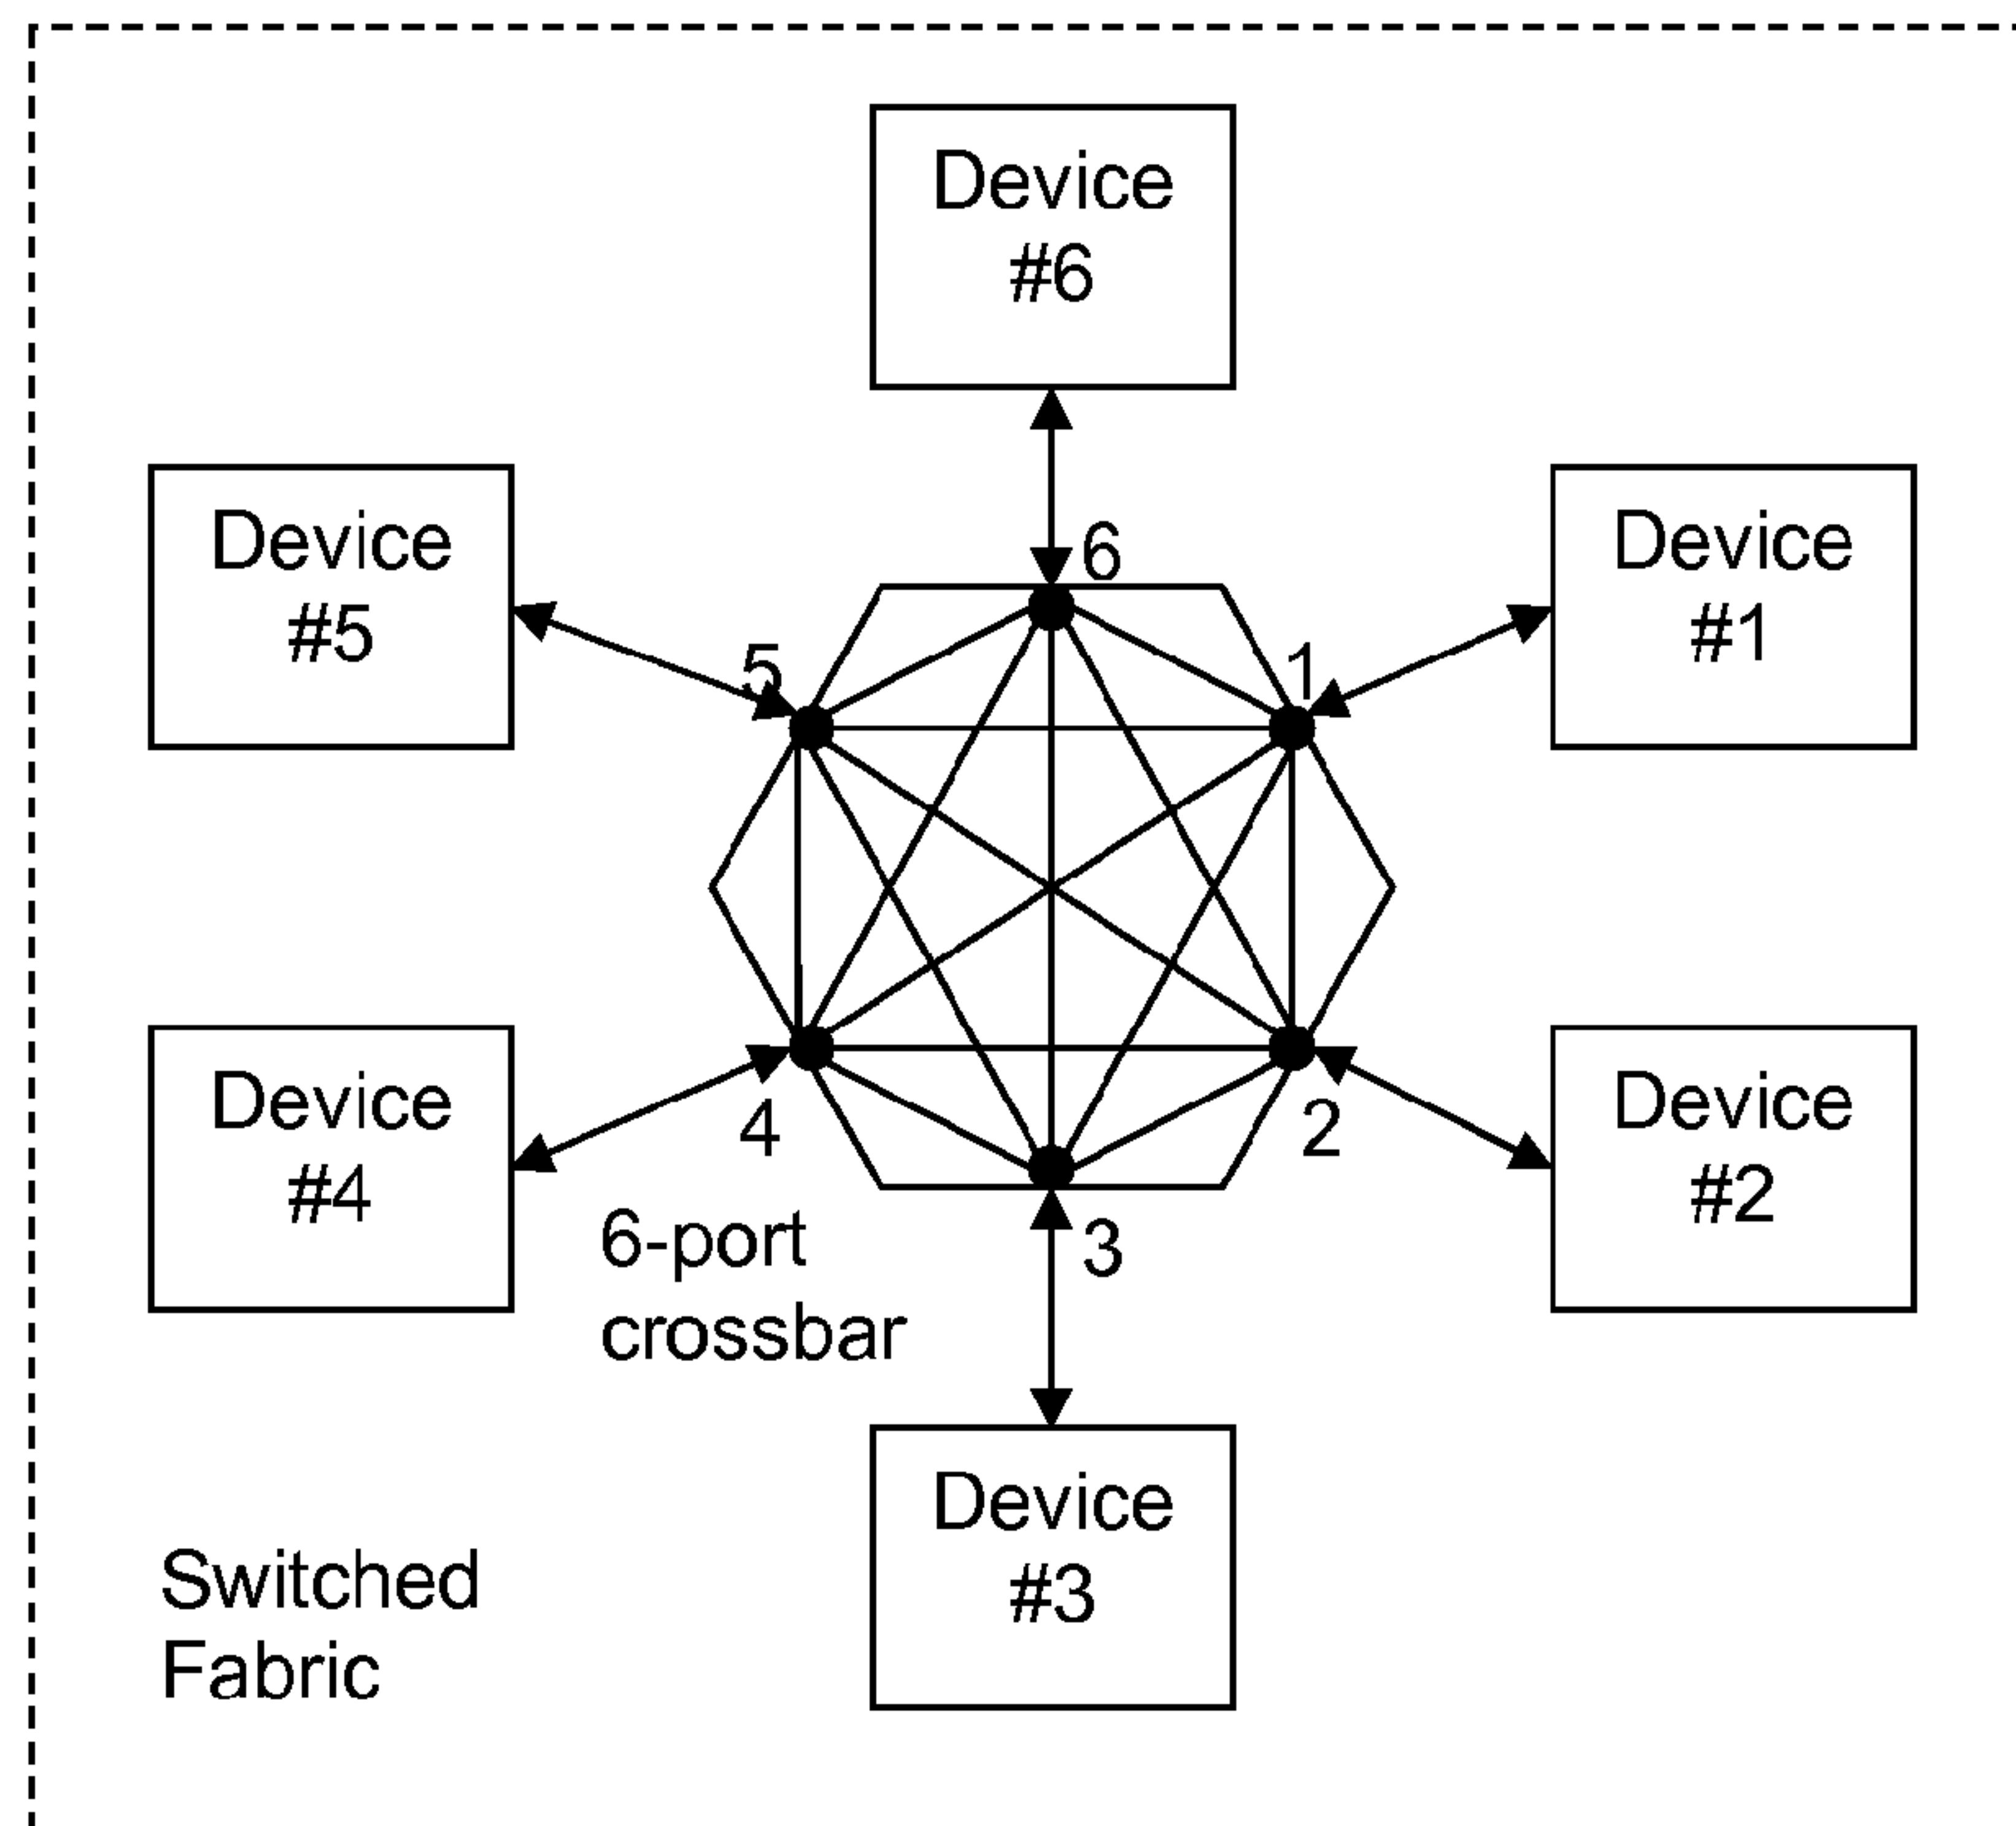 Device
#6
Device
#5
Device
#1
6
5
1
Device
#4
Device
#2
4
2
3
6-port
crossbar
Device
#3
Switched
Fabric